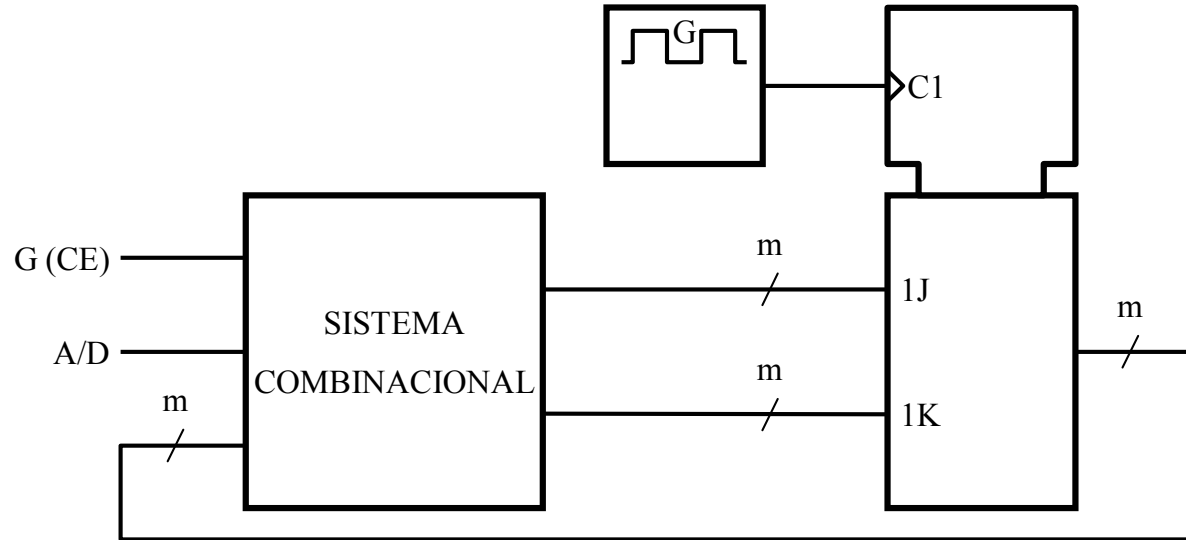 G
C1
G (CE)
A/D
m
SISTEMA
COMBINACIONAL
m
m
1J
1K
m